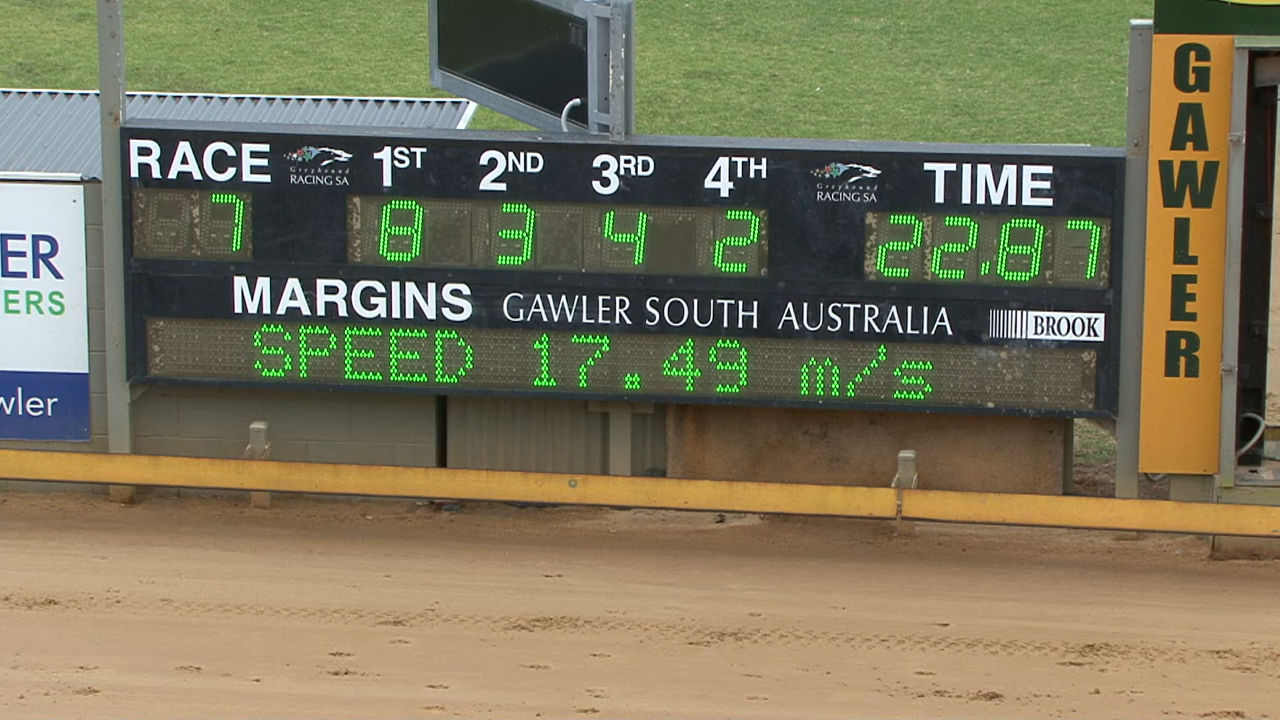 RACE 1ST 2ND 3RD 4TH TIME
Greyhound RACING SA
Greyhound RACING SA
7 8 3 4 2 22.87
MARGINS GAWLER SOUTH AUSTRALIA BROOK
SPEED 17.49 m/s
GAWLER
ER
ERS
wler